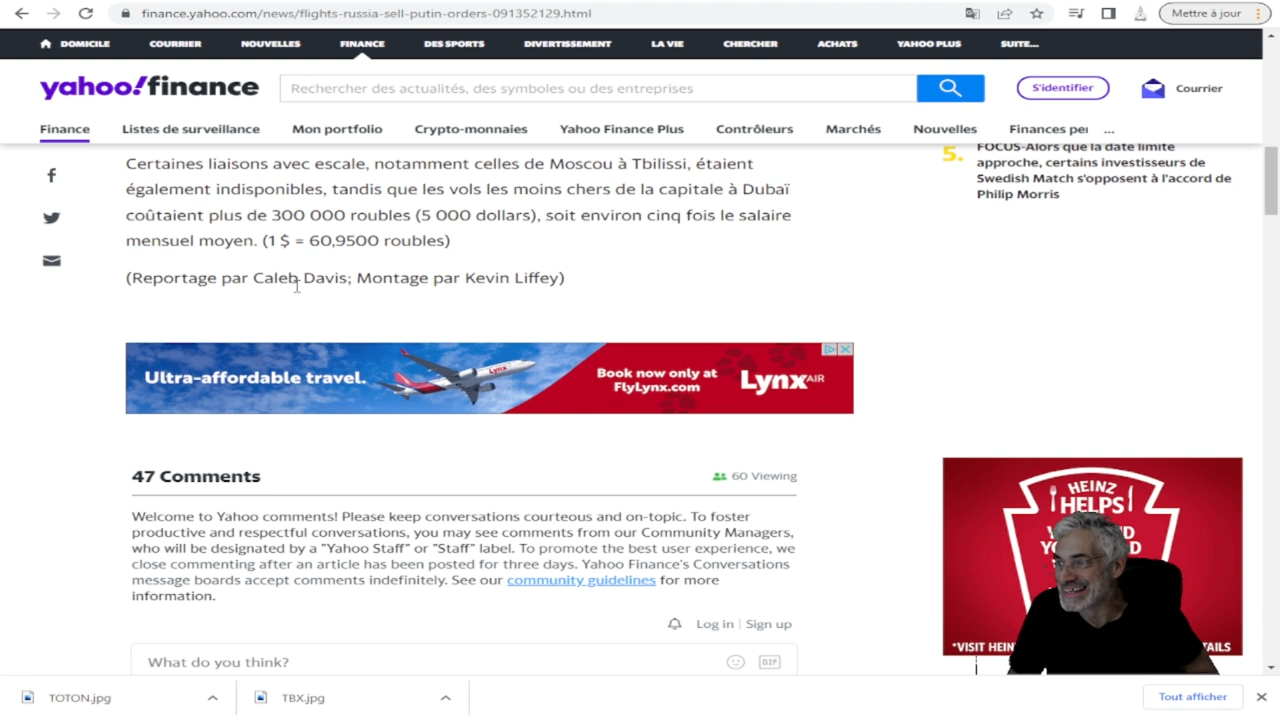 finance.yahoo.com/news/flights-russia-sell-putin-orders-091352129.html
Mettre à jour
DOMICILE COURRIER NOUVELLES FINANCE DES SPORTS DIVERTISSEMENT LA VIE CHERCHER ACHATS YAHOO PLUS SUITE...
yahoo!finance
Rechercher des actualités, des symboles ou des entreprises
S'identifier
Courrier
Finance Listes de surveillance Mon portfolio Crypto-monnaies Yahoo Finance Plus Contrôleurs Marchés Nouvelles Finances per ...
Certaines liaisons avec escale, notamment celles de Moscou à Tbilissi, étaient
également indisponibles, tandis que les vols les moins chers de la capitale à Dubaï
coûtaient plus de 300 000 roubles (5 000 dollars), soit environ cinq fois le salaire
mensuel moyen. (1 $ = 60,9500 roubles)
(Reportage par Caleb Davis; Montage par Kevin Liffey)
5. FOCUS-Alors que la date limite
approche, certains investisseurs de
Swedish Match s'opposent à l'accord de
Philip Morris
Ultra-affordable travel.
Lynx
Book now only at
FlyLynx.com
Lynx AIR
47 Comments
60 Viewing
Welcome to Yahoo comments! Please keep conversations courteous and on-topic. To foster
productive and respectful conversations, you may see comments from our Community Managers,
who will be designated by a "Yahoo Staff" or "Staff" label. To promote the best user experience, we
close commenting after an article has been posted for three days. Yahoo Finance's Conversations
message boards accept comments indefinitely. See our community guidelines for more
information.
Log in | Sign up
What do you think?
GIF
HEINZ
HELPS
*VISIT HEIN
AILS
TOTON.jpg
TBX.jpg
Tout afficher